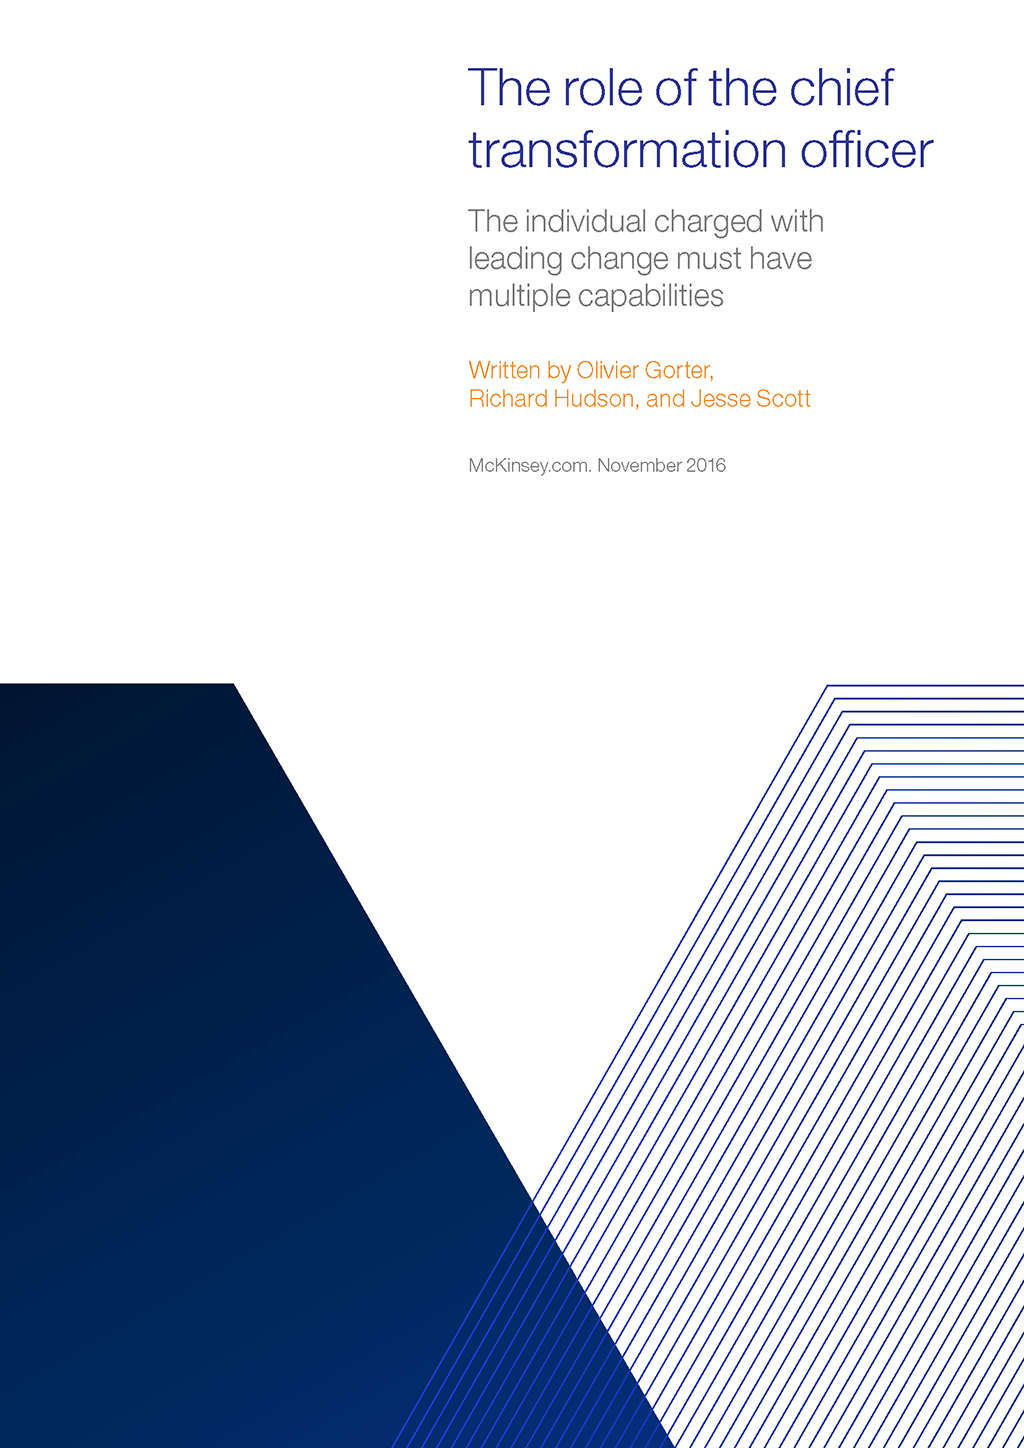 The role of the chief
transformation officer
The individual charged with
leading change must have
multiple capabilities
Written by Olivier Gorter,
Richard Hudson, and Jesse Scott
McKinsey.com. November 2016